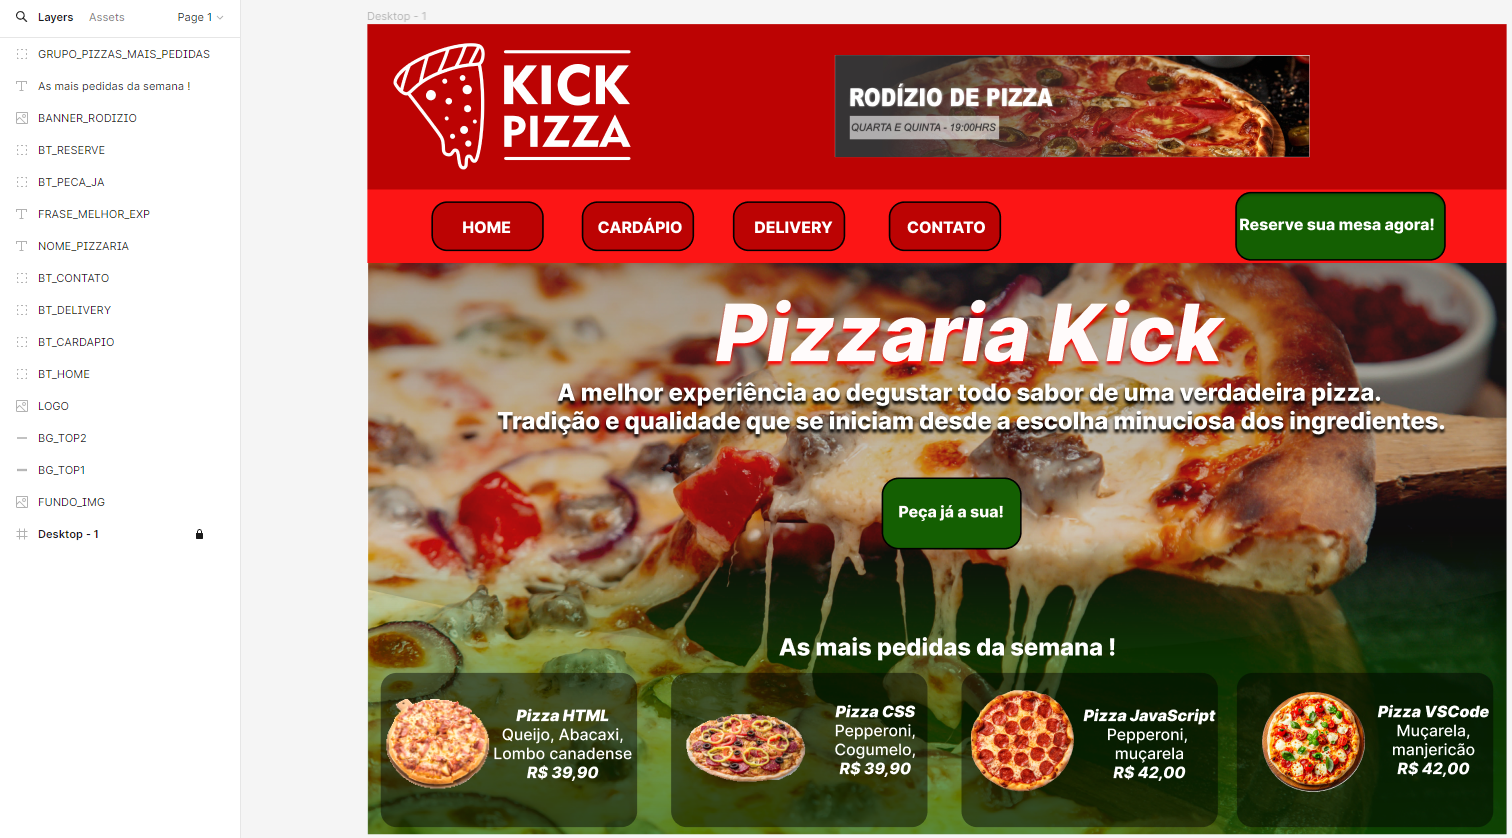 Layers
Assets
Page 1
GRUPO_PIZZAS_MAIS_PEDIDAS
As mais pedidas da semana !
BANNER_RODIZIO
BT_RESERVE
BT_PECA_JA
FRASE_MELHOR_EXP
NOME_PIZZARIA
BT_CONTATO
BT_DELIVERY
BT_CARDAPIO
BT_HOME
LOGO
BG_TOP2
BG_TOP1
FUNDO_IMG
Desktop - 1
Desktop - 1
KICK
PIZZA
RODÍZIO DE PIZZA
QUARTA E QUINTA - 19:00HRS
HOME
CARDÁPIO
DELIVERY
CONTATO
Reserve sua mesa agora!
Pizzaria Kick
A melhor experiência ao degustar todo sabor de uma verdadeira pizza.
Tradição e qualidade que se iniciam desde a escolha minuciosa dos ingredientes.
Peça já a sua!
As mais pedidas da semana !
Pizza HTML
Queijo, Abacaxi,
Lombo canadense
R$ 39,90
Pizza CSS
Pepperoni,
Cogumelo,
R$ 39,90
Pizza JavaScript
Pepperoni,
muçarela
R$ 42,00
Pizza VSCode
Muçarela,
manjericão
R$ 42,00